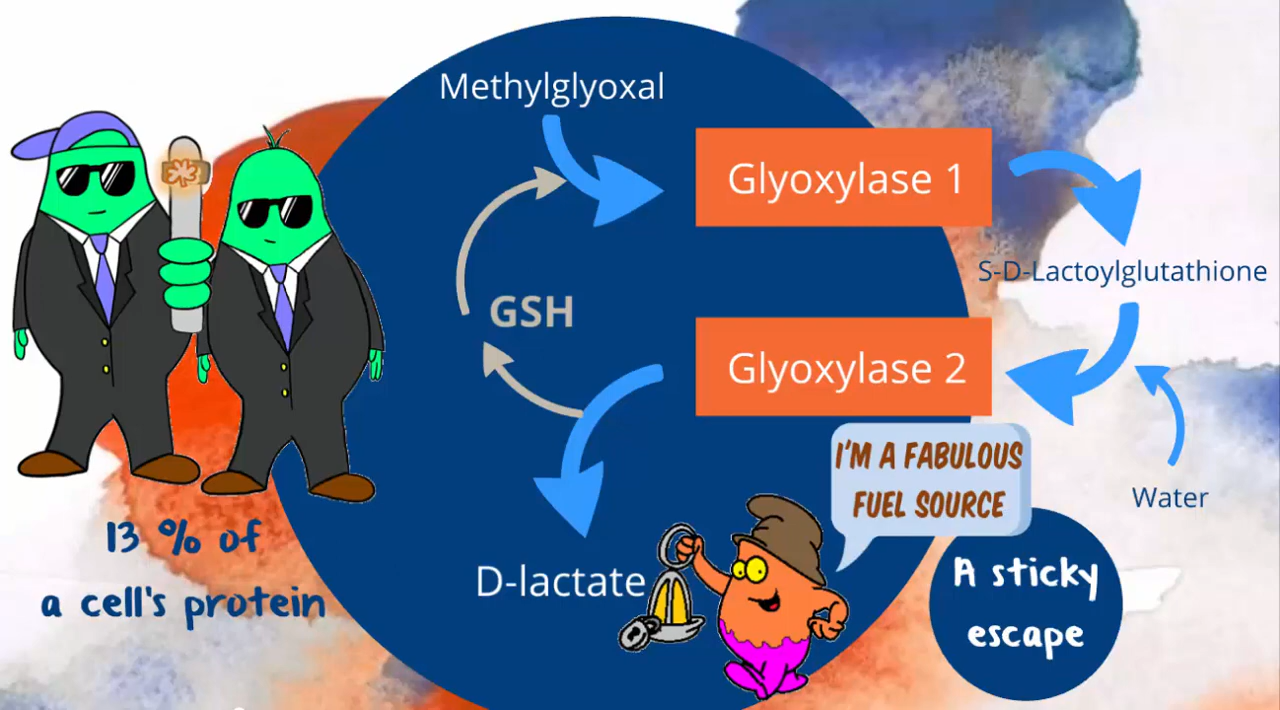 Methylglyoxal
Glyoxylase 1
S-D-Lactoylglutathione
GSH
Glyoxylase 2
I'M A FABULOUS
FUEL SOURCE
Water
13 % of
a cell's protein
D-lactate
A sticky
escape